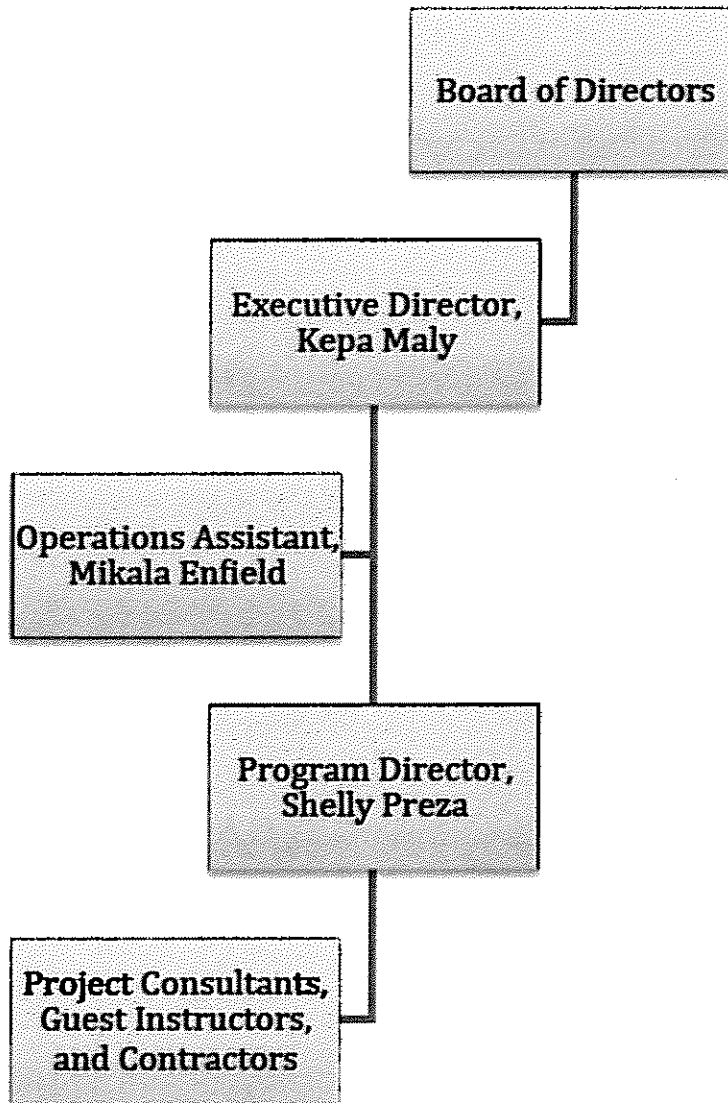 Board of Directors
Executive Director,
Kepa Maly
Operations Assistant,
Mikala Enfield
Program Director,
Shelly Preza
Project Consultants,
Guest Instructors,
and Contractors